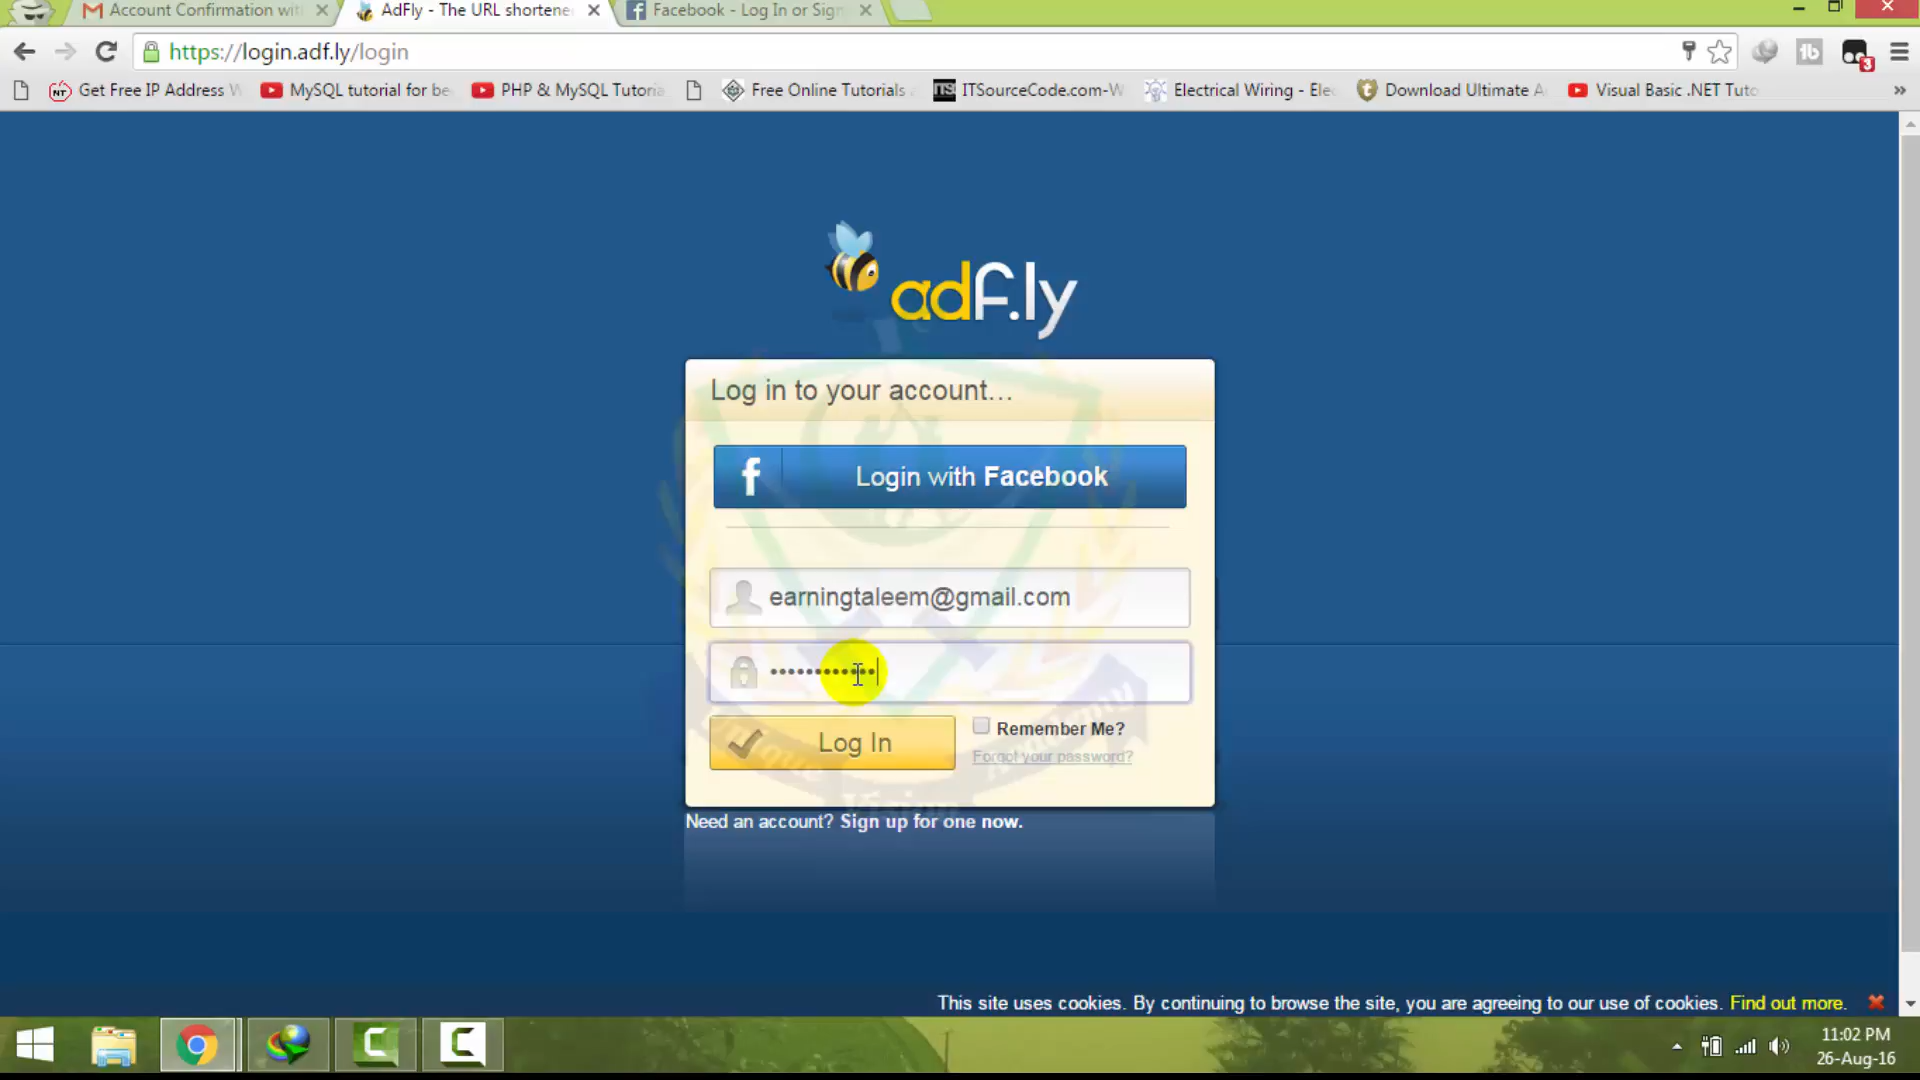 Account Confirmation wit
AdFly - The URL shortene
Facebook - Log In or Sig
https://login.adf.ly/login
3
Get Free IP Address
MySQL tutorial for be
PHP & MySQL Tutoria
Free Online Tutorials
ITSourceCode.com-W
Electrical Wiring - Ele
Download Ultimate A
Visual Basic .NET Tuto
adf.ly
Log in to your account...
Login with Facebook
earningtaleem@gmail.com
Log In
Remember Me?
Forgot your password?
Vision
Need an account? Sign up for one now.
This site uses cookies. By continuing to browse the site, you are agreeing to our use of cookies. Find out more.
11:02 PM
26-Aug-16